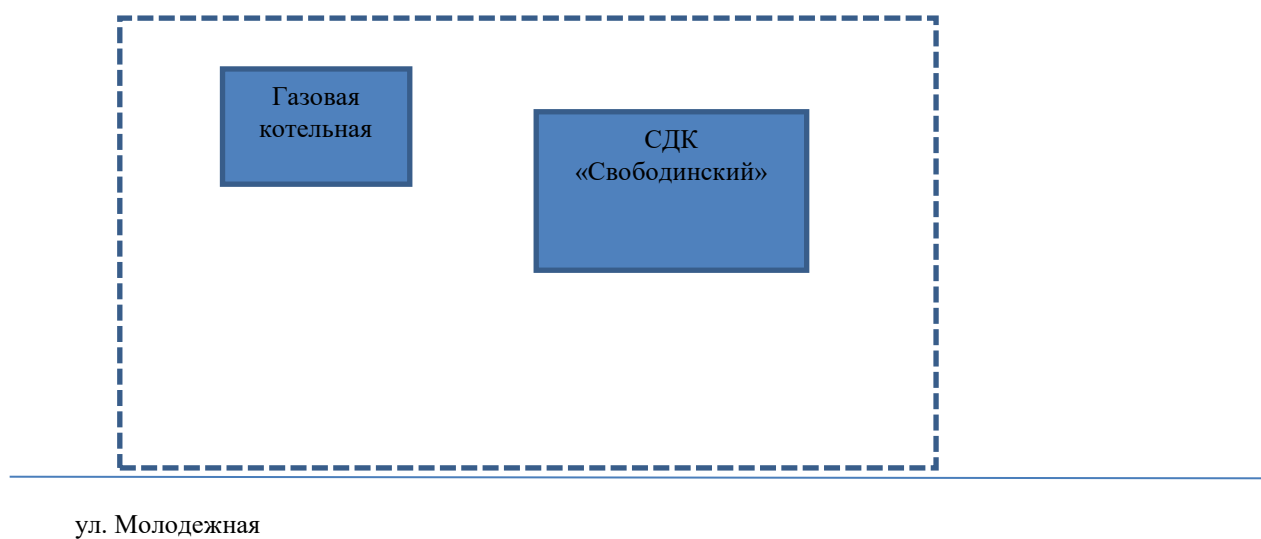 Газовая
котельная
СДК
«Свободинский»
ул. Молодежная